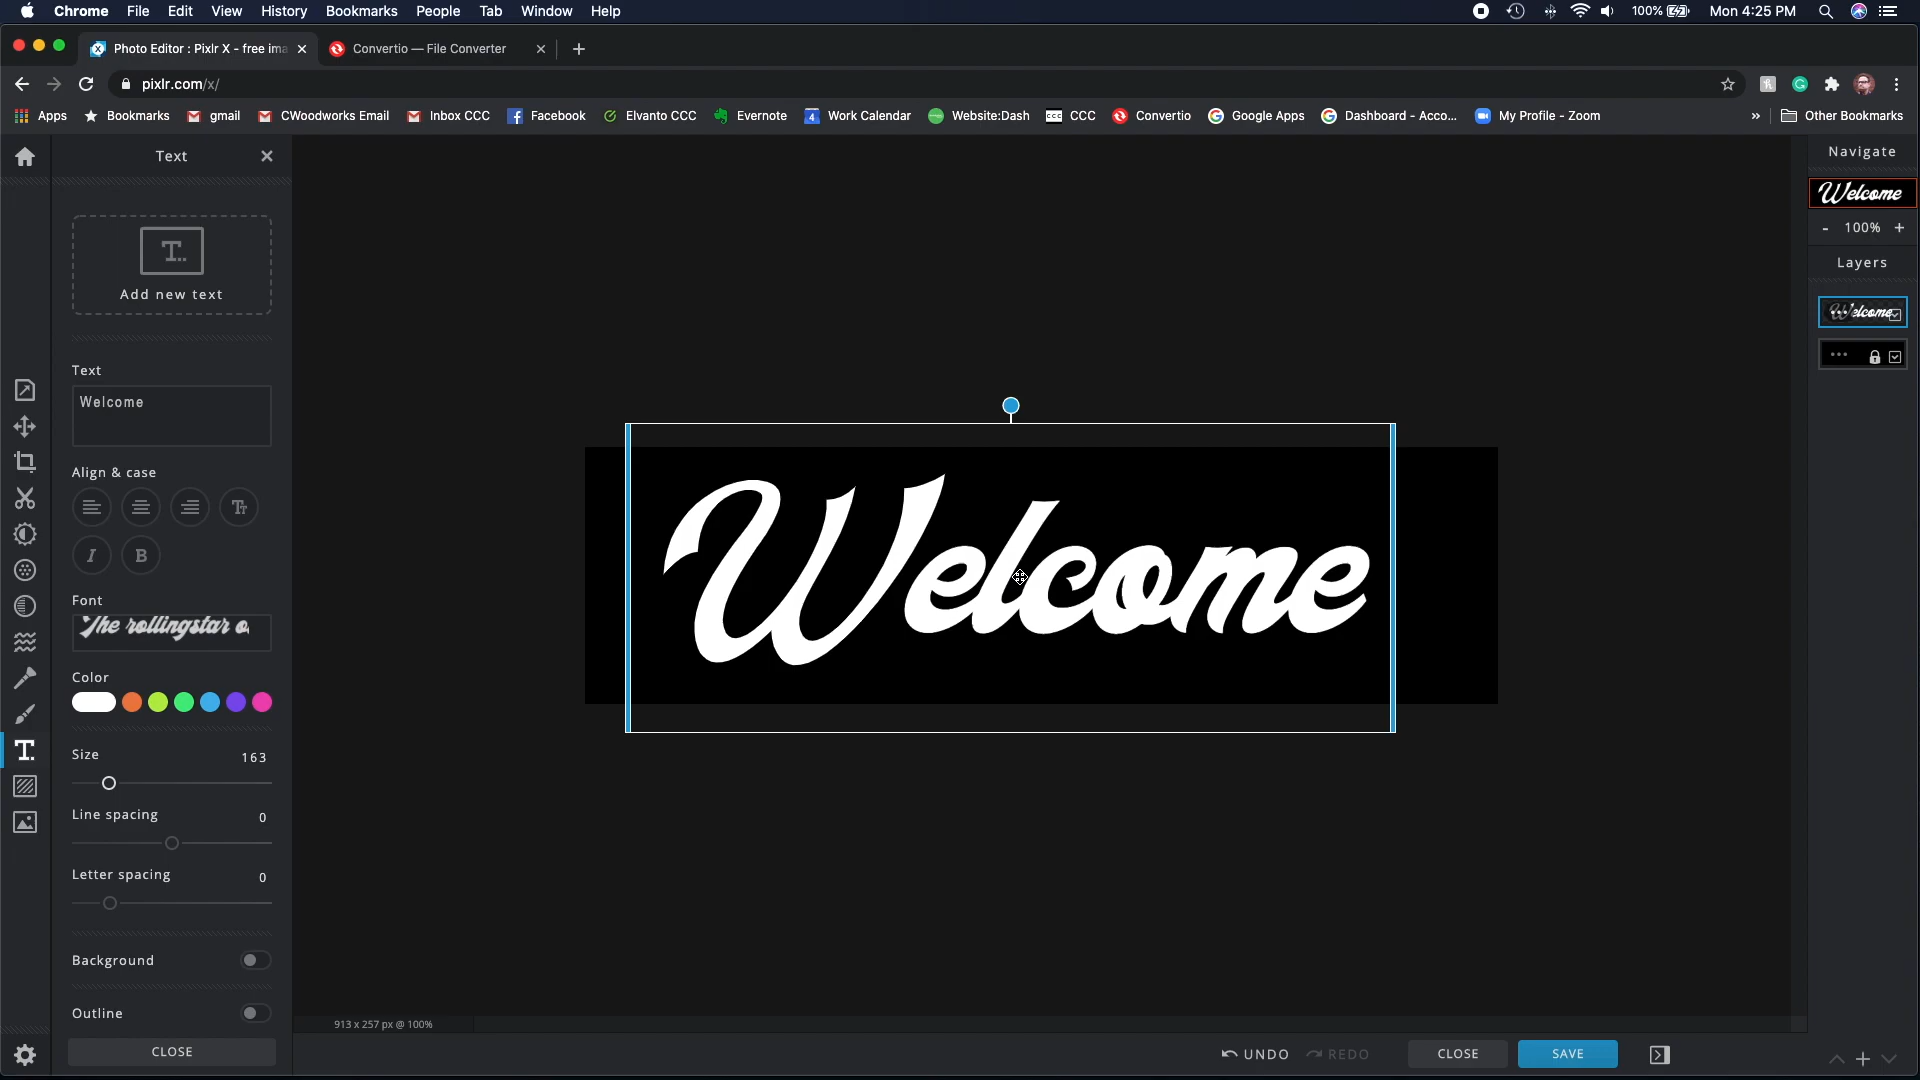 Chrome File Edit View History Bookmarks People Tab Window Help
100% Mon 4:25 PM
Photo Editor : Pixlr X - free ima
Convertio — File Converter
pixlr.com/x/
Apps Bookmarks gmail CWoodworks Email Inbox CCC Facebook Elvanto CCC Evernote Work Calendar Website:Dash CCC Convertio Google Apps Dashboard - Acco... My Profile - Zoom » Other Bookmarks
Text
Add new text
Text
Welcome
Align & case
Font
The rollingstar
Color
Size 163
Line spacing 0
Letter spacing 0
Background
Outline
CLOSE
Welcome
913 x 257 px @ 100%
UNDO REDO CLOSE SAVE
Navigate
Welcome
- 100% +
Layers
Welcome